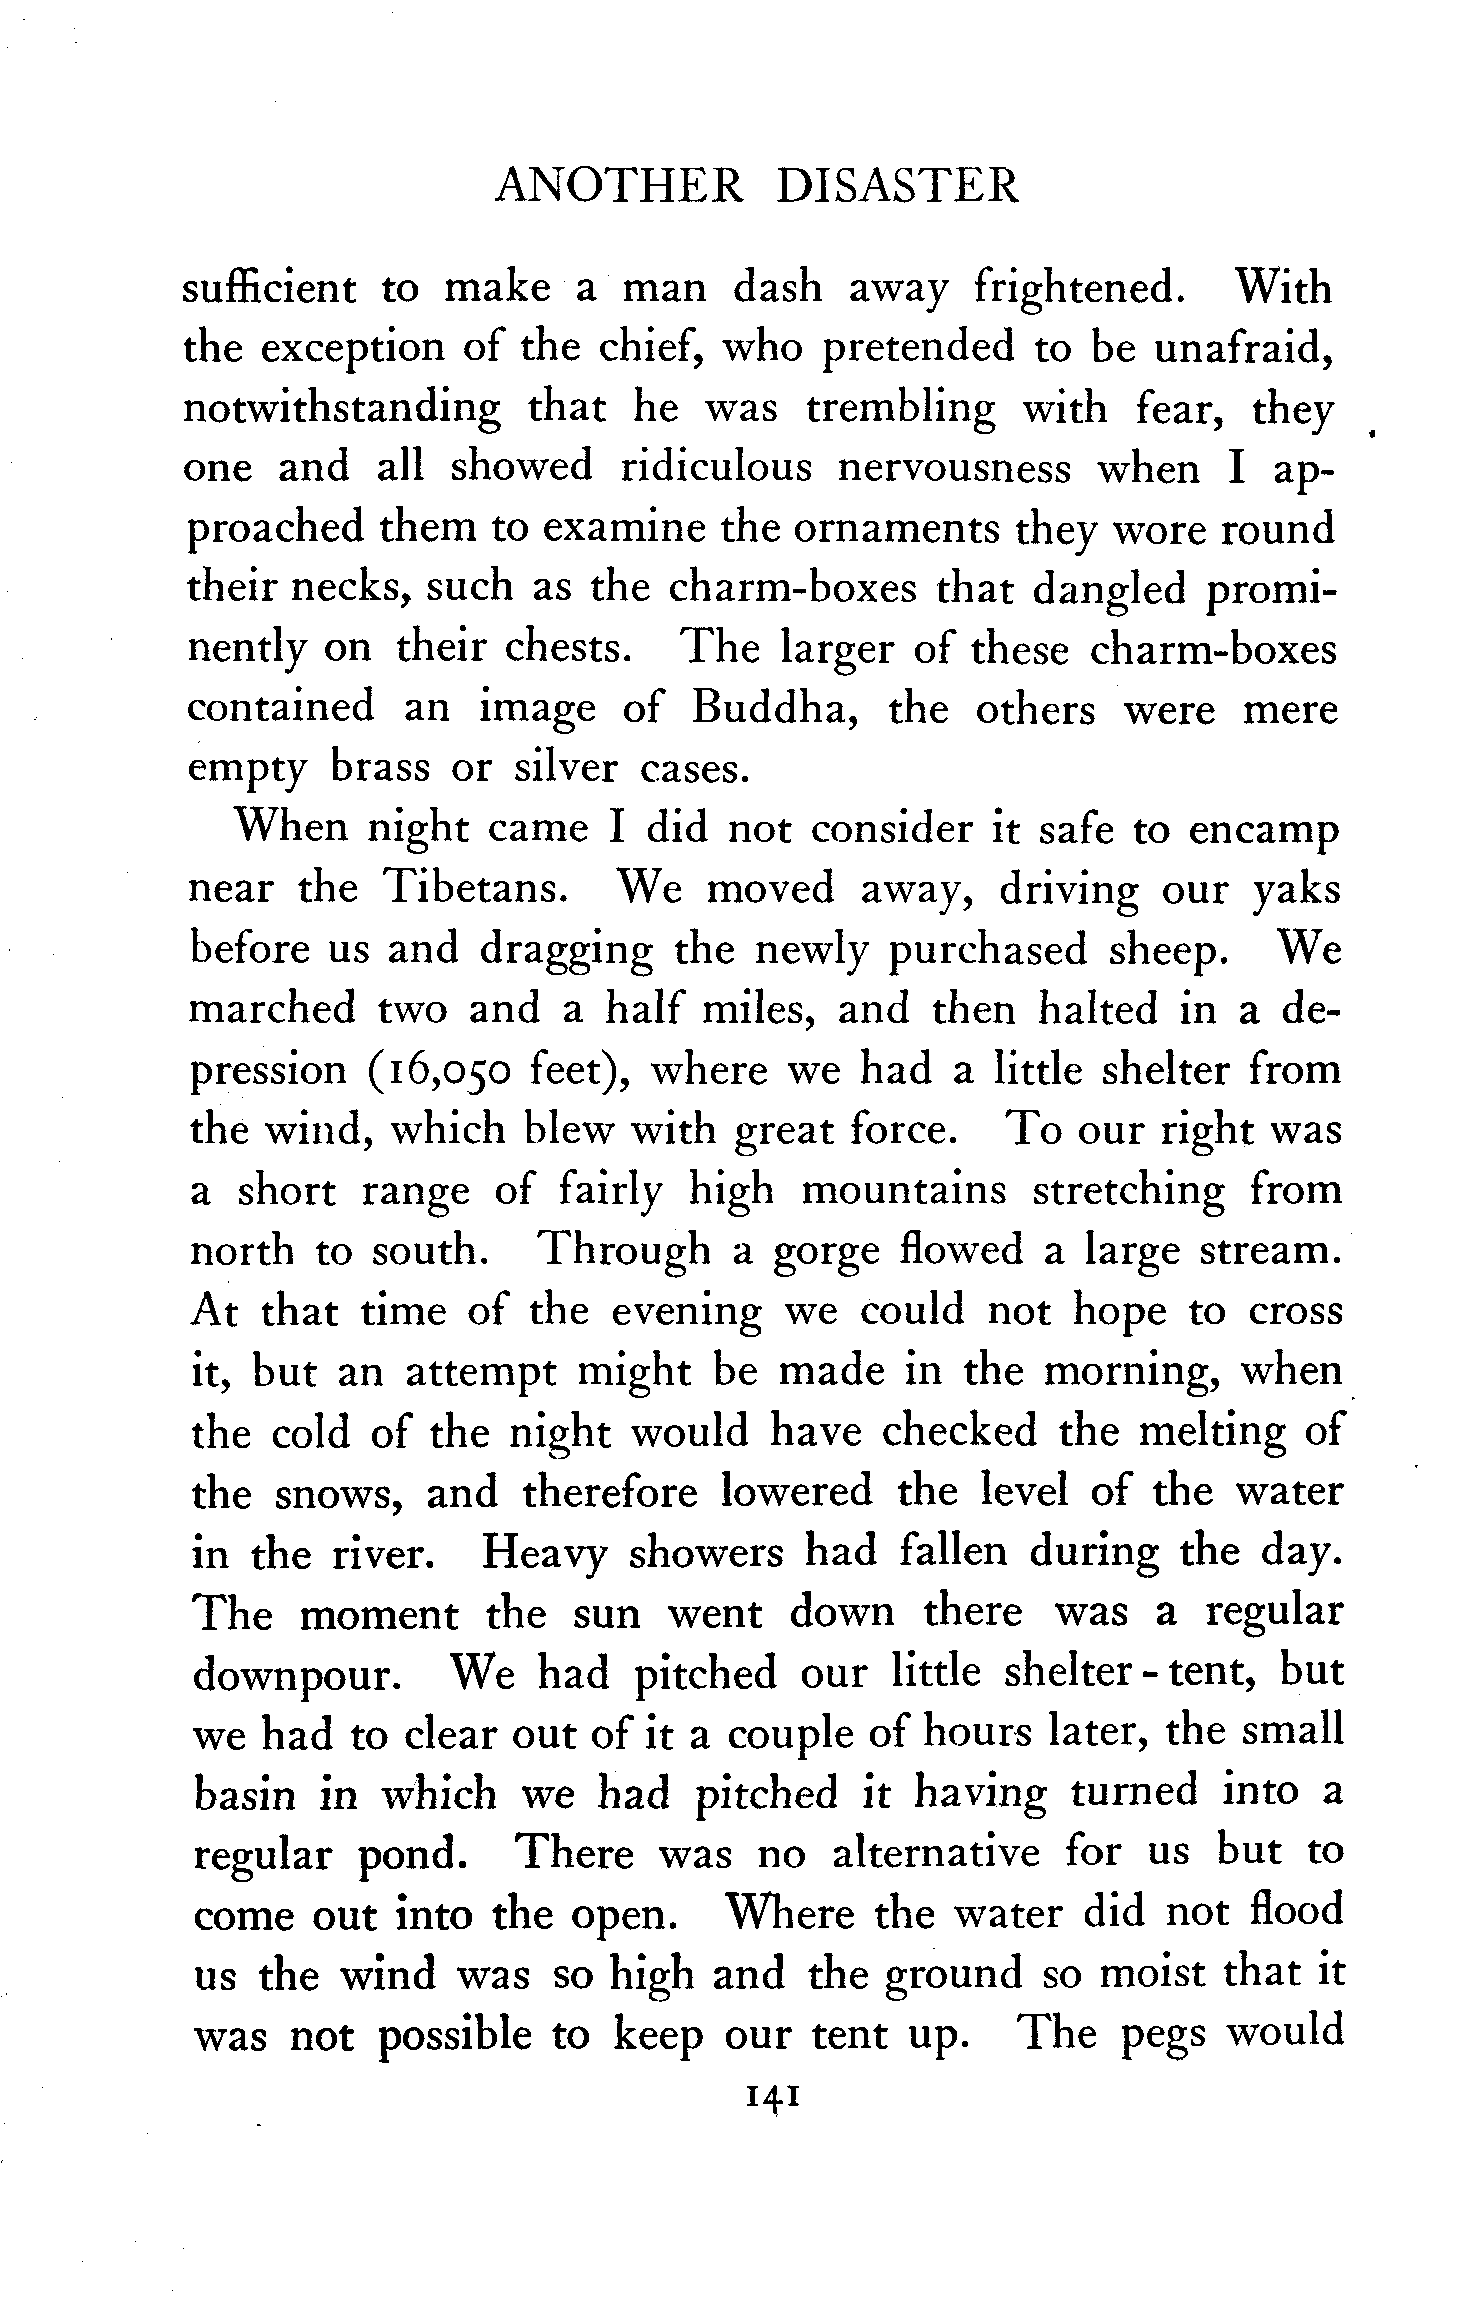 ANOTHER DISASTER
sufficient to make a man dash away frightened. With
the exception of the chief, who pretended to be unafraid,
notwithstanding that he was trembling with fear, they
one and all showed ridiculous nervousness when I ap-
proached them to examine the ornaments they wore round
their necks, such as the charm-boxes that dangled promi-
nently on their chests. The larger of these charm-boxes
contained an image of Buddha, the others were mere
empty brass or silver cases.
When night came I did not consider it safe to encamp
near the Tibetans. We moved away, driving our yaks
before us and dragging the newly purchased sheep. We
marched two and a half miles, and then halted in a de-
pression (16,050 feet), where we had a little shelter from
the wind, which blew with great force. To our right was
a short range of fairly high mountains stretching from
north to south. Through a gorge flowed a large stream.
At that time of the evening we could not hope to cross
it, but an attempt might be made in the morning, when
the cold of the night would have checked the melting of
the snows, and therefore lowered the level of the water
in the river. Heavy showers had fallen during the day.
The moment the sun went down there was a regular
downpour. We had pitched our little shelter-tent, but
we had to clear out of it a couple of hours later, the small
basin in which we had pitched it having turned into a
regular pond. There was no alternative for us but to
come out into the open. Where the water did not flood
us the wind was so high and the ground so moist that it
was not possible to keep our tent up. The pegs would
141